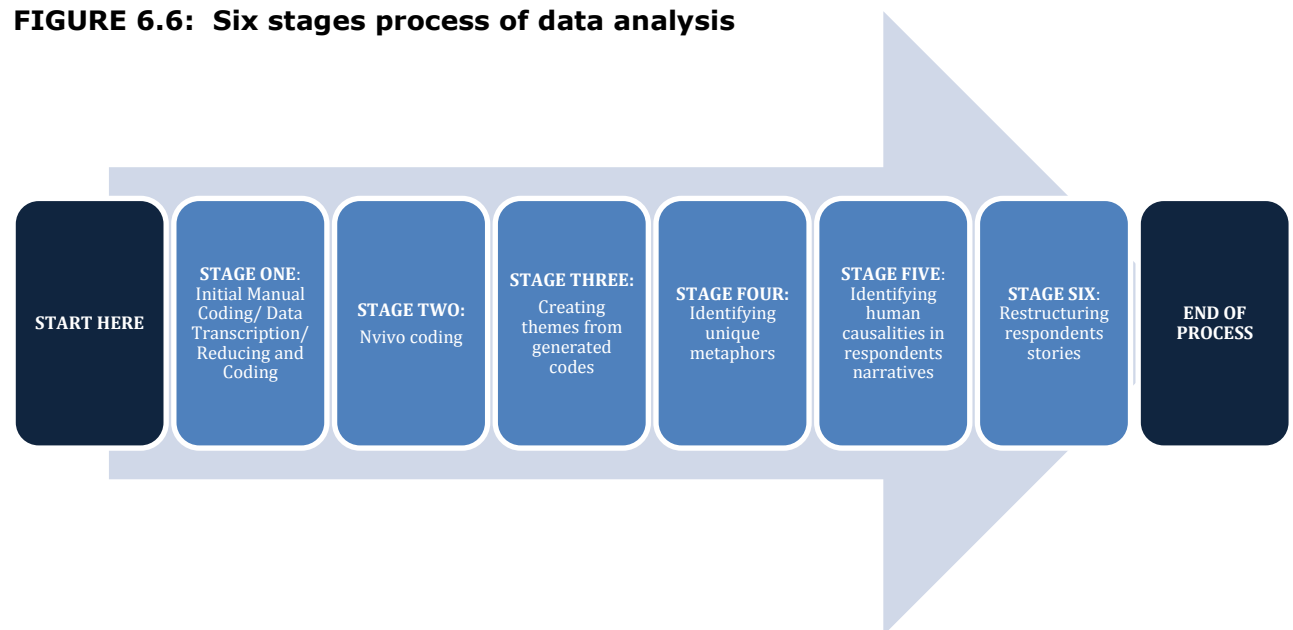 FIGURE 6.6:  Six stages process of data analysis
START HERE
STAGE ONE:
Initial Manual
Coding/ Data
Transcription/
Reducing and
Coding
STAGE TWO:
Nvivo coding
STAGE THREE:
Creating
themes from
generated
codes
STAGE FOUR:
Identifying
unique
metaphors
STAGE FIVE:
Identifying
human
causalities in
respondents
narratives
STAGE SIX:
Restructuring
respondents
stories
END OF
PROCESS